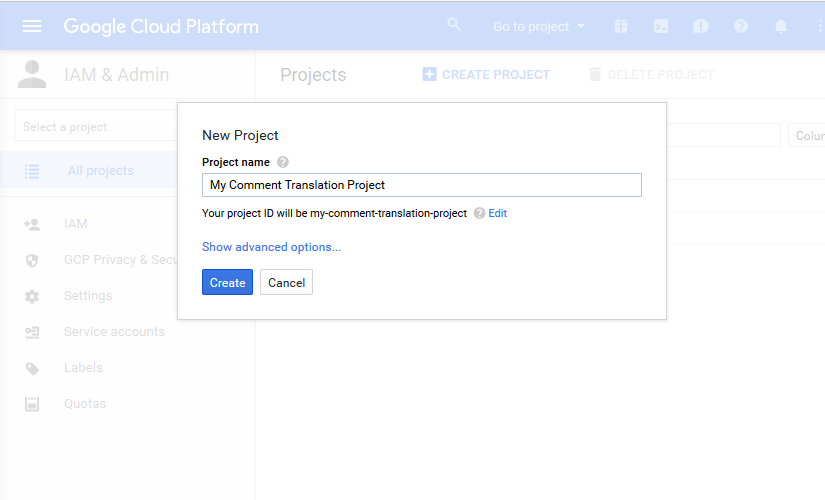 Google Cloud Platform
Go to project
IAM & Admin
Projects
CREATE PROJECT
DELETE PROJECT
Select a project
Colu
All projects
New Project
Project name
My Comment Translation Project
Your project ID will be my-comment-translation-project
Edit
Show advanced options...
Create
Cancel
IAM
GCP Privacy & Secu
Settings
Service accounts
Labels
Quotas